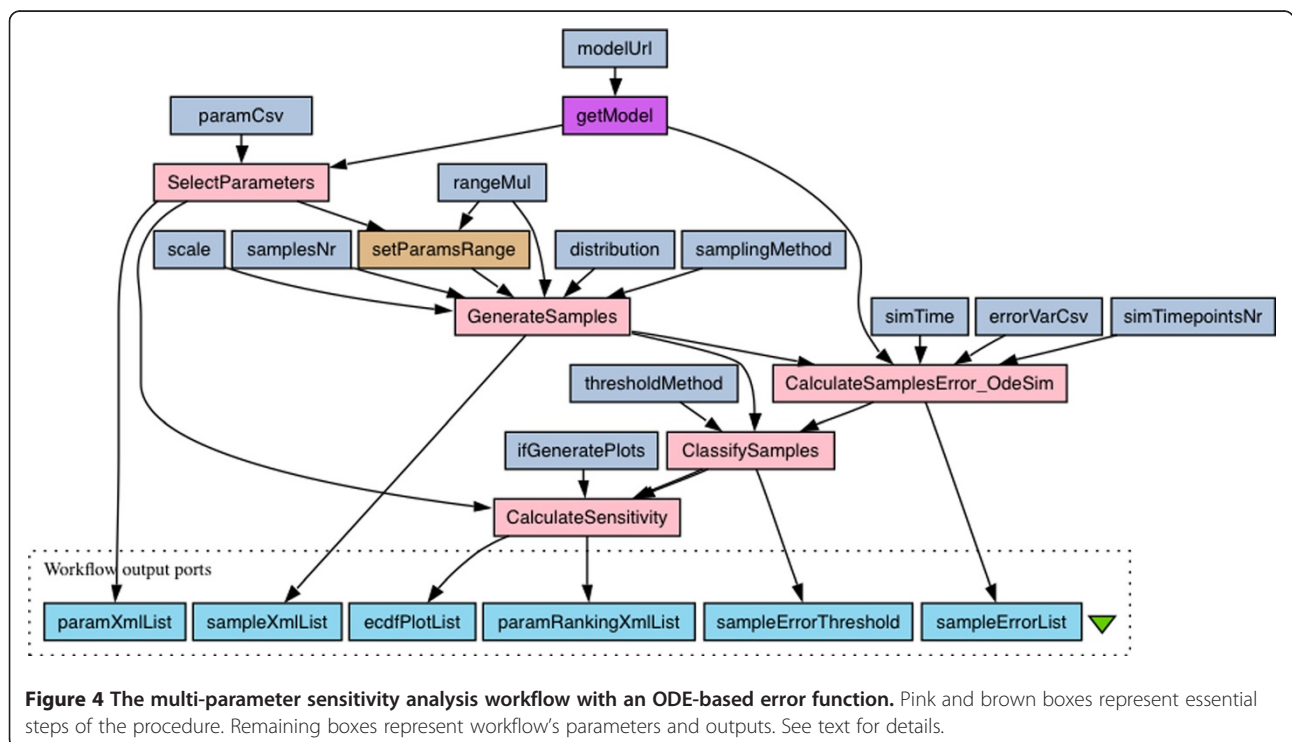 modelUrl
paramCsv
getModel
SelectParameters
rangeMul
scale
samplesNr
setParamsRange
distribution
samplingMethod
GenerateSamples
simTime
errorVarCsv
simTimepointsNr
thresholdMethod
CalculateSamplesError_OdeSim
ifGeneratePlots
ClassifySamples
CalculateSensitivity
Workflow output ports
paramXmlList
sampleXmlList
ecdfPlotList
paramRankingXmlList
sampleErrorThreshold
sampleErrorList
Figure 4 The multi-parameter sensitivity analysis workflow with an ODE-based error function. Pink and brown boxes represent essential
steps of the procedure. Remaining boxes represent workflow's parameters and outputs. See text for details.